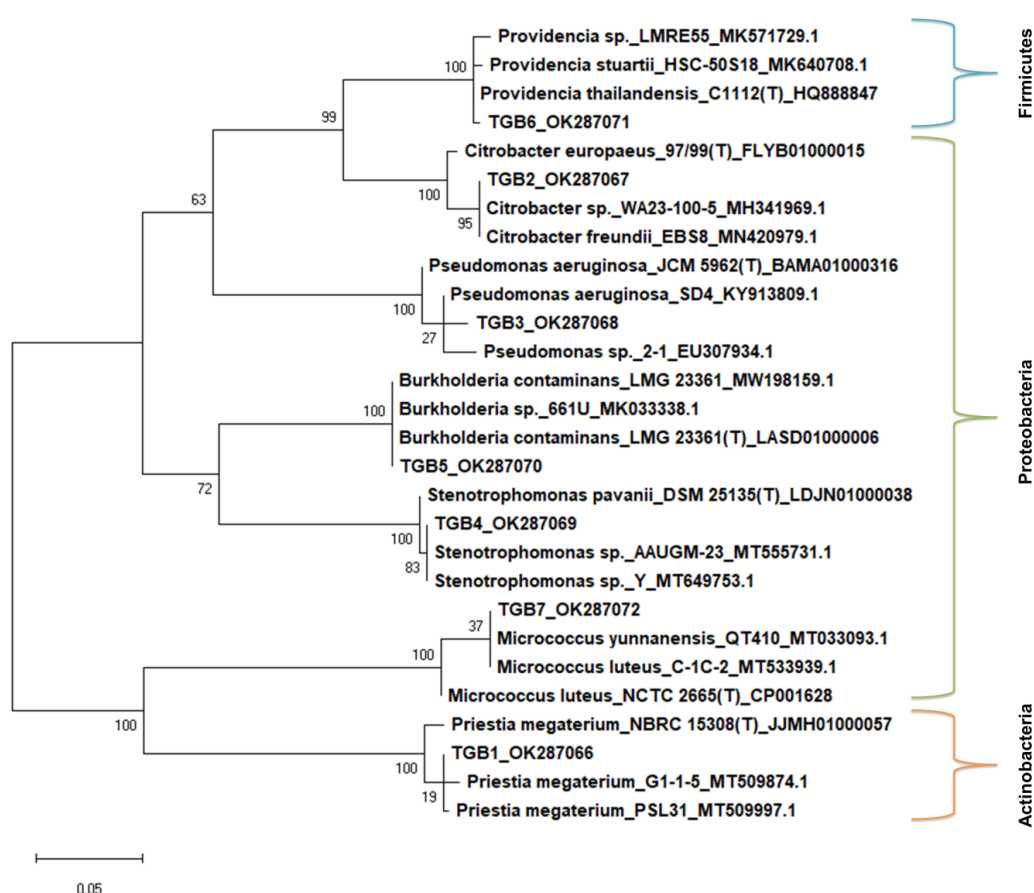 Providencia sp._LMRE55_MK571729.1
100
Providencia stuartii_HSC-50S18_MK640708.1
Providencia thailandensis_C1112(T)_HQ888847
Firmicutes
99
TGB6_OK287071
Citrobacter europaeus_97/99(T)_FLYB01000015
TGB2_OK287067
100
63
Citrobacter sp._WA23-100-5_MH341969.1
95
Citrobacter freundii_EBS8_MN420979.1
Pseudomonas aeruginosa_JCM 5962(T)_BAMA01000316
Pseudomonas aeruginosa_SD4_KY913809.1
100
TGB3_OK287068
27
Pseudomonas sp._2-1_EU307934.1
Burkholderia contaminans_LMG 23361_MW198159.1
100
Burkholderia sp._661U_MK033338.1
Proteobacteria
Burkholderia contaminans_LMG 23361(T)_LASD01000006
TGB5_OK287070
72
Stenotrophomonas pavanii_DSM 25135(T)_LDJN01000038
TGB4_OK287069
100
Stenotrophomonas sp._AAUGM-23_MT555731.1
83
Stenotrophomonas sp._Y_MT649753.1
TGB7_OK287072
37
Micrococcus yunnanensis_QT410_MT033093.1
100
Micrococcus luteus_C-1C-2_MT533939.1
Micrococcus luteus_NCTC 2665(T)_CP001628
100
Priestia megaterium_NBRC 15308(T)_JJMH01000057
TGB1_OK287066
100
Priestia megaterium_G1-1-5_MT509874.1
19
Priestia megaterium_PSL31_MT509997.1
Actinobacteria
0.05